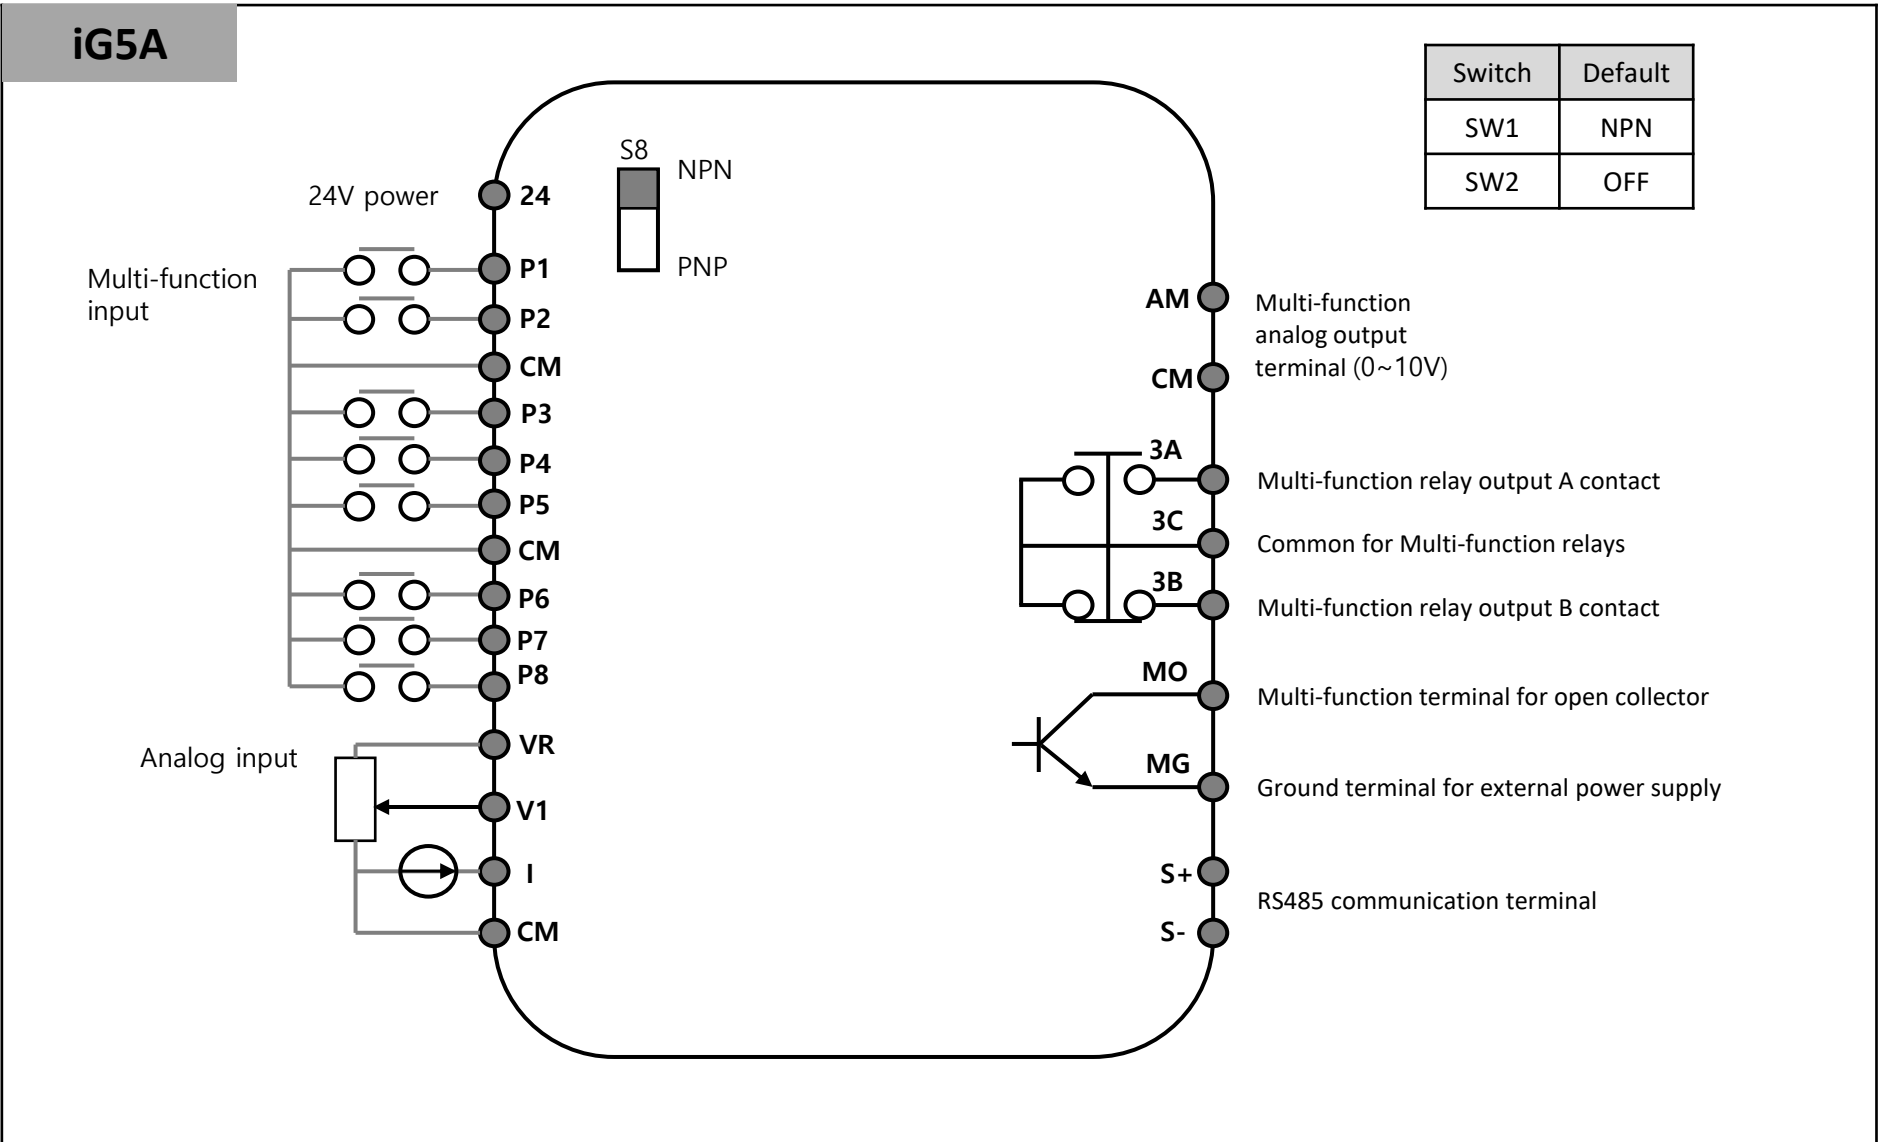 iG5A
Switch Default
SW1 NPN
SW2 OFF
S8
NPN
PNP
24V power
24
Multi-function
input
P1
P2
CM
P3
P4
P5
CM
P6
P7
P8
Analog input
VR
V1
I
CM
AM
CM
Multi-function
analog output
terminal (0~10V)
3A
Multi-function relay output A contact
3C
Common for Multi-function relays
3B
Multi-function relay output B contact
MO
Multi-function terminal for open collector
MG
Ground terminal for external power supply
S+
S-
RS485 communication terminal